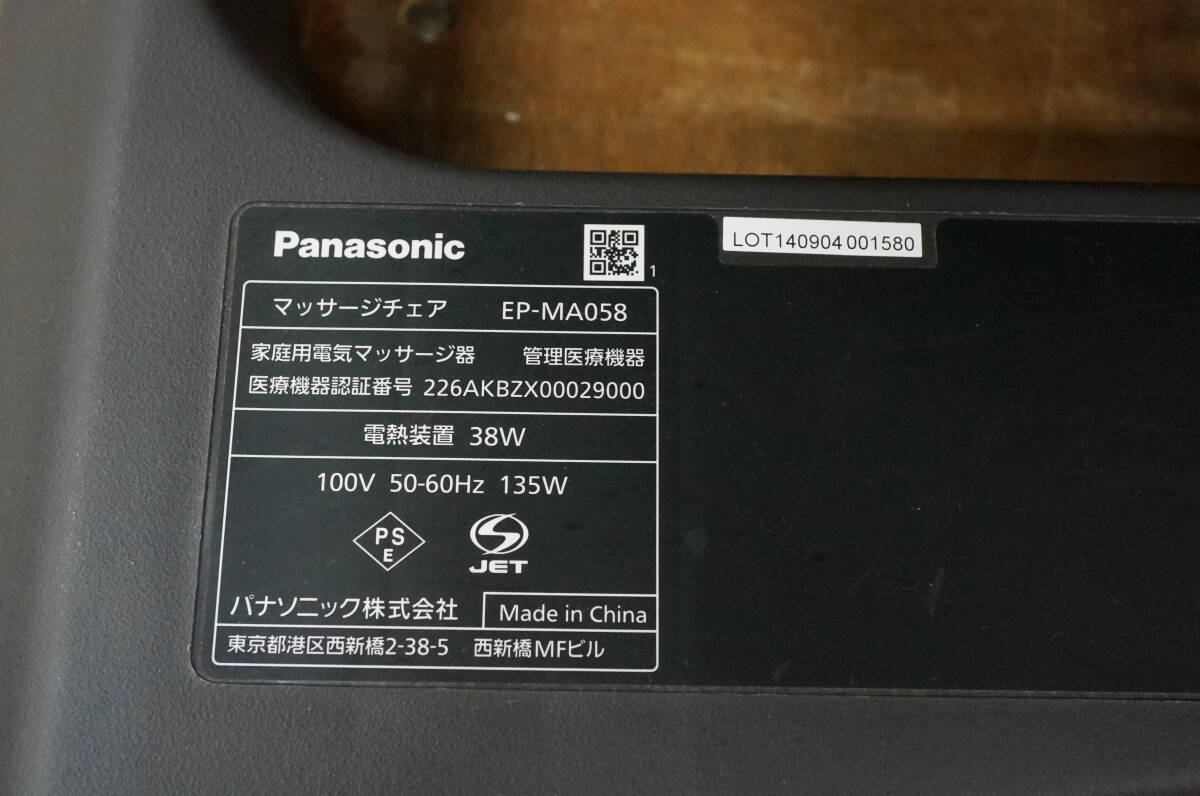 Panasonic
1
LOT140904 001580
マッサージチェア EP-MA058
家庭用電気マッサージ器 管理医療機器
医療機器認証番号 226AKBZX00029000
電熱装置 38W
100V 50-60Hz 135W
PS
E
JET
パナソニック株式会社 Made in China
東京都港区西新橋2-38-5 西新橋MFビル